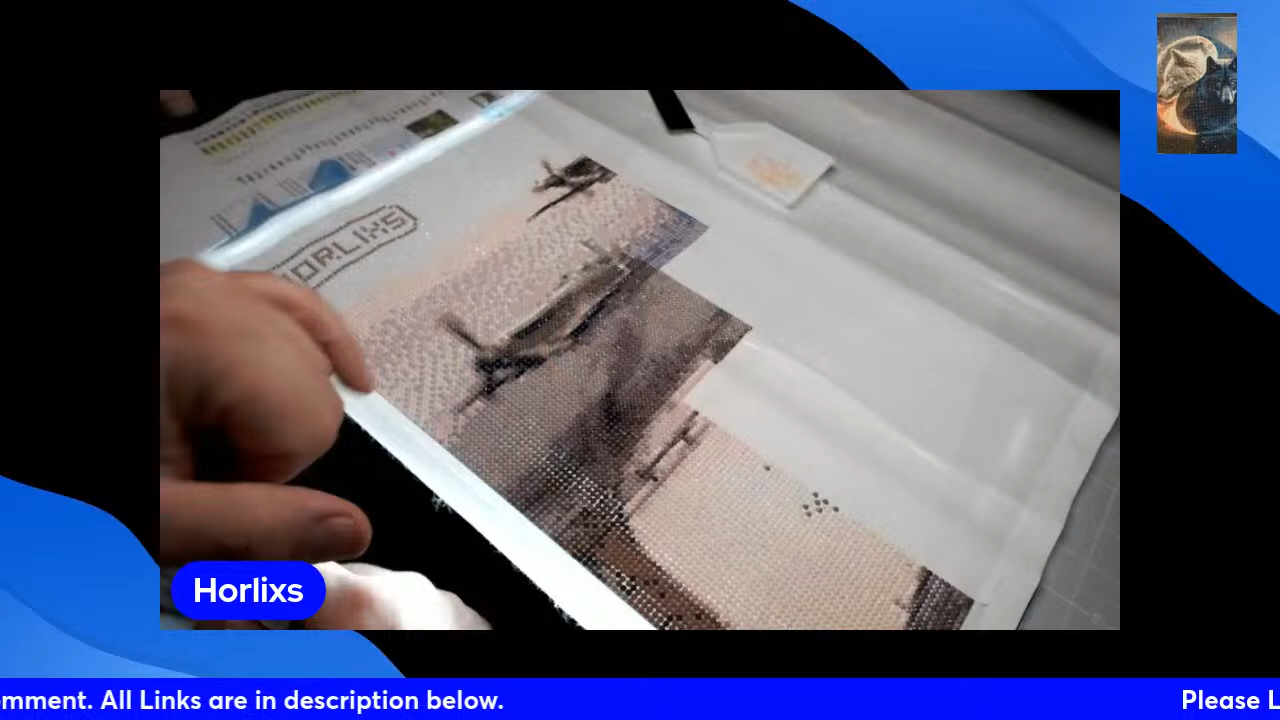 HORLIXS
Horlixs
mment. All Links are in description below.
Please L